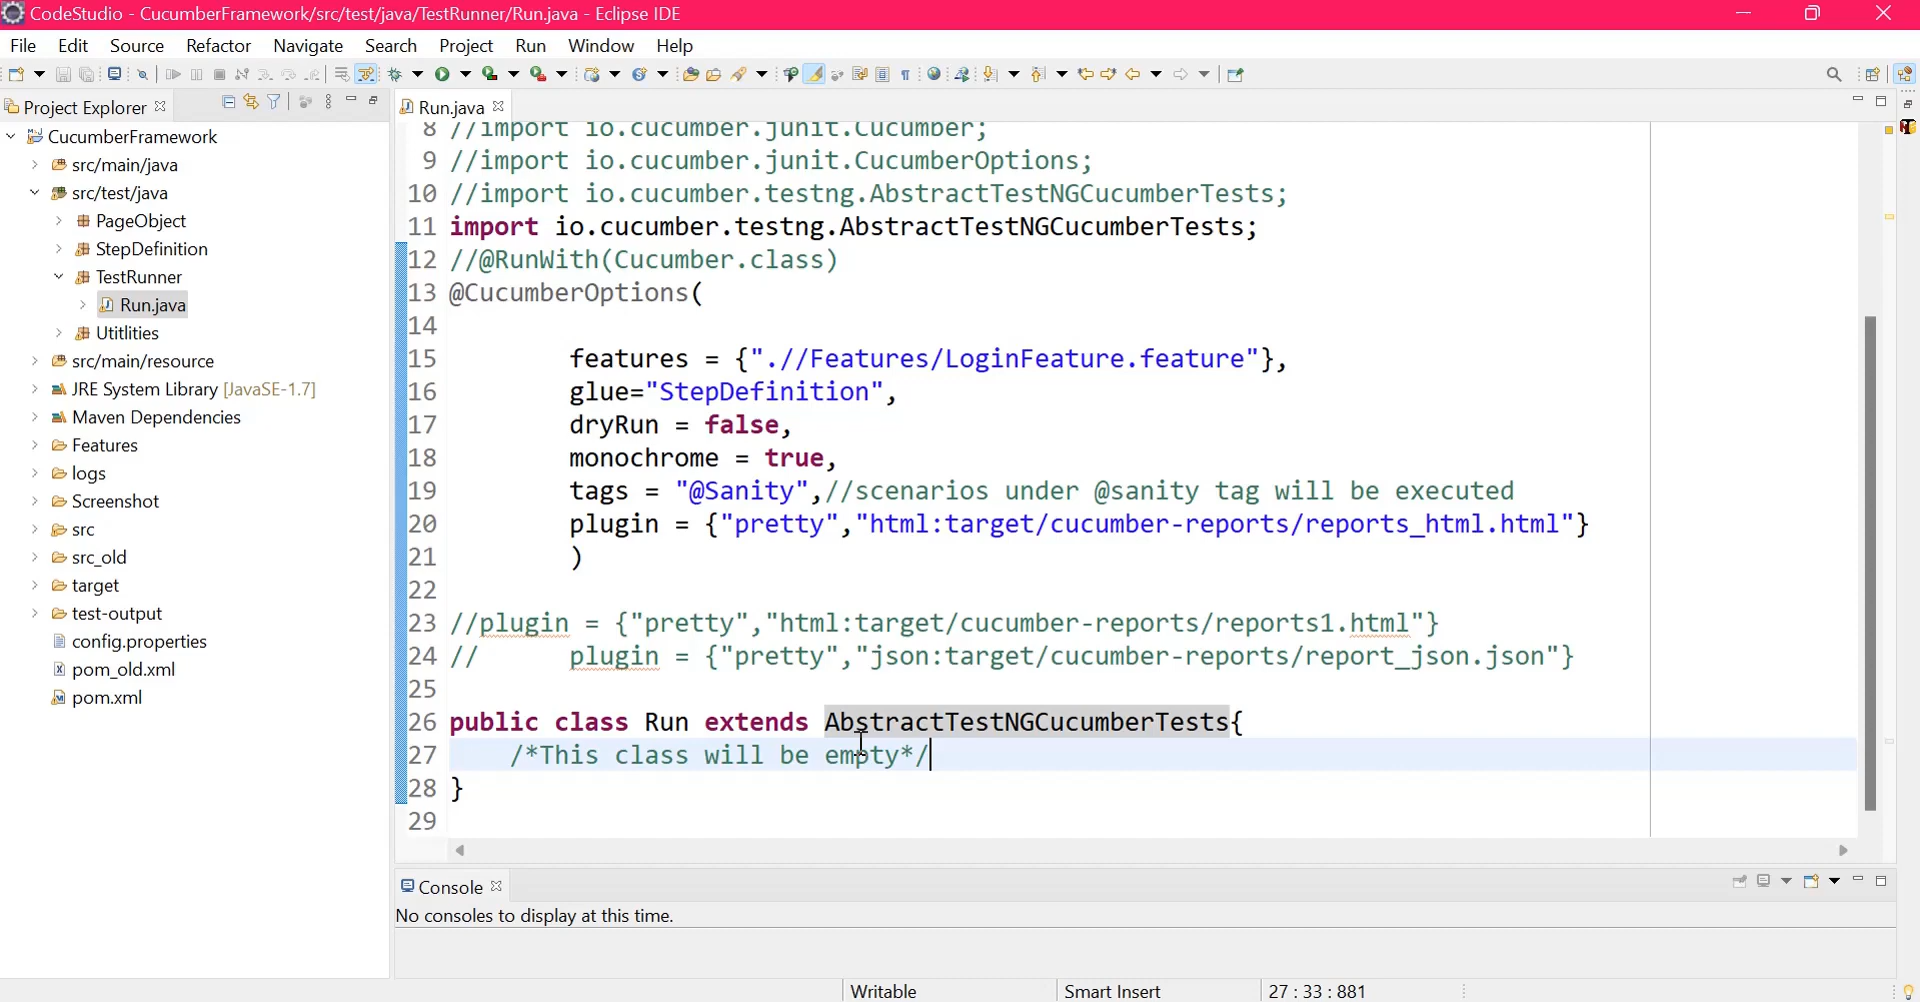 CodeStudio - CucumberFramework/src/test/java/TestRunner/Run.java - Eclipse IDE
File Edit Source Refactor Navigate Search Project Run Window Help
Project Explorer
CucumberFramework
src/main/java
src/test/java
PageObject
StepDefinition
TestRunner
Run.java
Utitlities
src/main/resource
JRE System Library [JavaSE-1.7]
Maven Dependencies
Features
logs
Screenshot
src
src_old
target
test-output
config.properties
pom_old.xml
pom.xml
Run.java
8 //import io.cucumber.junit.Cucumber;
9 //import io.cucumber.junit.CucumberOptions;
10 //import io.cucumber.testng.AbstractTestNGCucumberTests;
11 import io.cucumber.testng.AbstractTestNGCucumberTests;
12 //@RunWith(Cucumber.class)
13 @CucumberOptions(
14
15 features = {".//Features/LoginFeature.feature"},
16 glue="StepDefinition",
17 dryRun = false,
18 monochrome = true,
19 tags = "@Sanity",//scenarios under @sanity tag will be executed
20 plugin = {"pretty","html:target/cucumber-reports/reports_html.html"}
21 )
22
23 //plugin = {"pretty","html:target/cucumber-reports/reports1.html"}
24 // plugin = {"pretty","json:target/cucumber-reports/report_json.json"}
25
26 public class Run extends AbstractTestNGCucumberTests{
27 /*This class will be empty*/
28 }
29
Console
No consoles to display at this time.
Writable Smart Insert 27 : 33 : 881